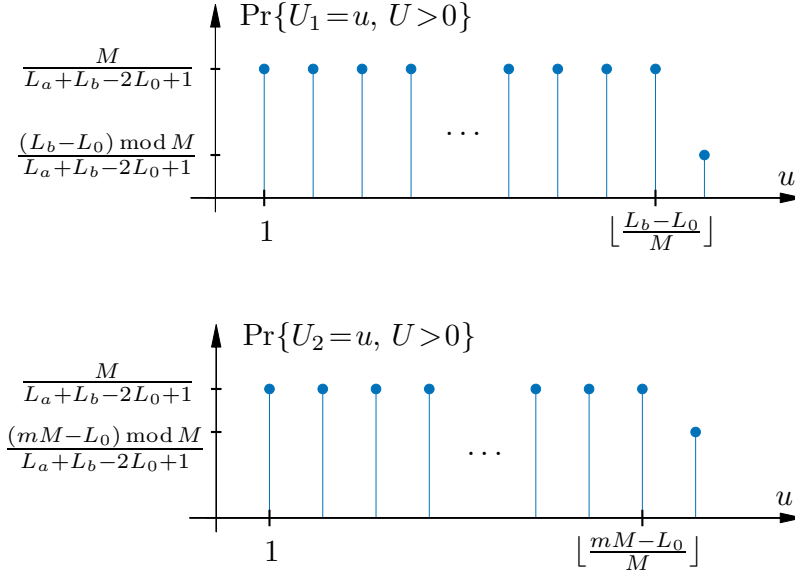 Pr{U_1=u, U>0}
M/(L_a+L_b−2L_0+1)
(L_b−L_0) mod M/(L_a+L_b−2L_0+1)
...
u
1
⌊(L_b−L_0)/M⌋
Pr{U_2=u, U>0}
M/(L_a+L_b−2L_0+1)
(mM−L_0) mod M/(L_a+L_b−2L_0+1)
...
u
1
⌊(mM−L_0)/M⌋